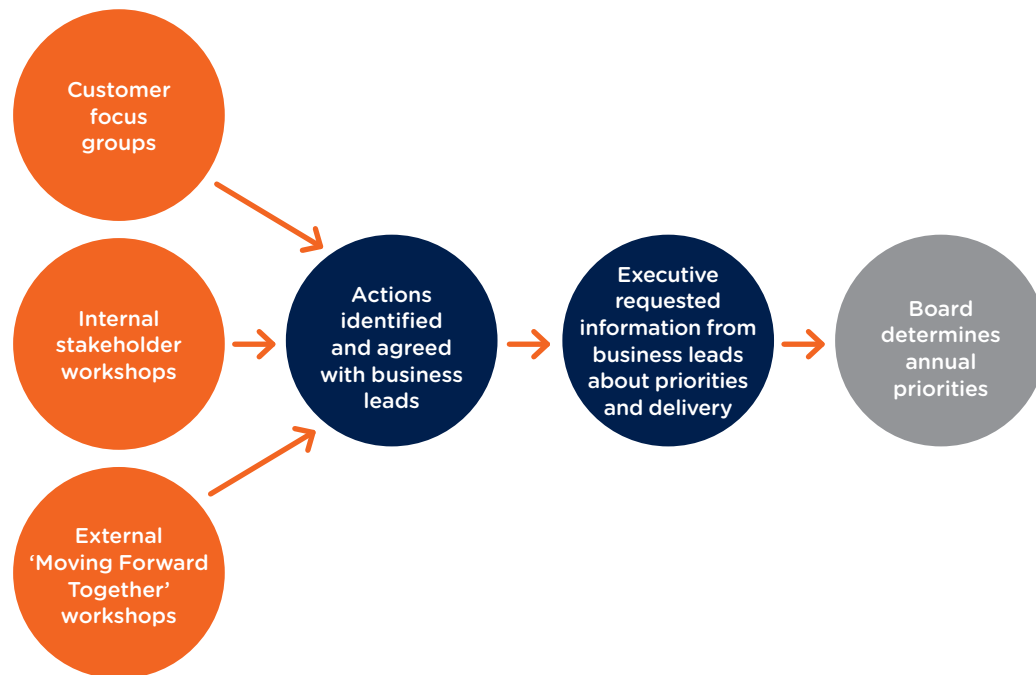 Customer
focus
groups
Internal
stakeholder
workshops
External
‘Moving Forward
Together’
workshops
Actions
identified
and agreed
with business
leads
Executive
requested
information from
business leads
about priorities
and delivery
Board
determines
annual
priorities